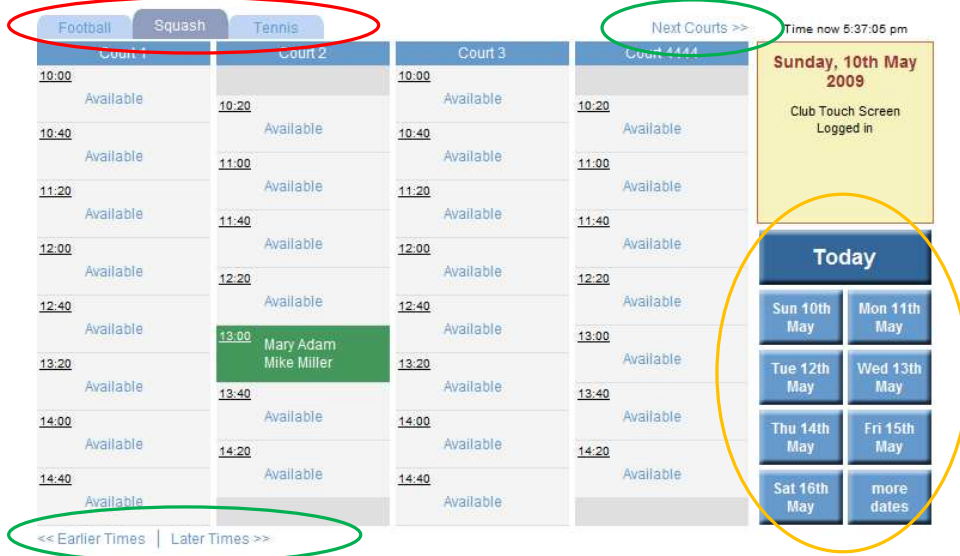 Football
Squash
Tennis
Next Courts >>
Time now 5:37:05 pm
Court 1
Court 2
Court 3
Court 4444
10:00
Available
10:40
Available
11:20
Available
12:00
Available
12:40
Available
13:20
Available
14:00
Available
14:40
Available
10:20
Available
11:00
Available
11:40
Available
12:20
Available
13:00
Mary Adam
Mike Miller
13:40
Available
14:20
Available
10:00
Available
10:40
Available
11:20
Available
12:00
Available
12:40
Available
13:20
Available
14:00
Available
14:40
Available
10:20
Available
11:00
Available
11:40
Available
12:20
Available
13:00
Available
13:40
Available
14:20
Available
Sunday, 10th May
2009
Club Touch Screen
Logged in
Today
Sun 10th
May
Mon 11th
May
Tue 12th
May
Wed 13th
May
Thu 14th
May
Fri 15th
May
Sat 16th
May
more
dates
<< Earlier Times | Later Times >>